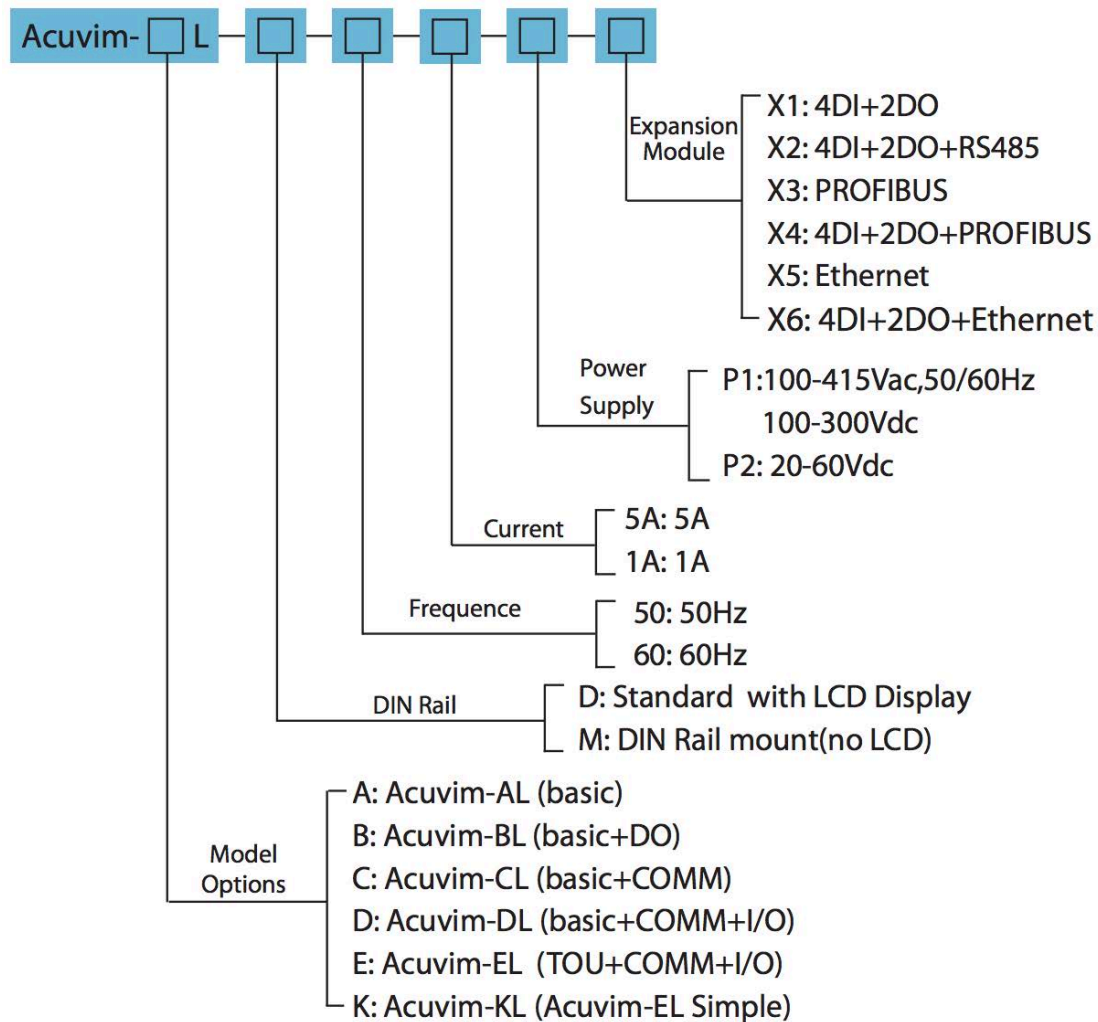 Acuvim- L
Expansion
Module
X1: 4DI+2DO
X2: 4DI+2DO+RS485
X3: PROFIBUS
X4: 4DI+2DO+PROFIBUS
X5: Ethernet
X6: 4DI+2DO+Ethernet
Power
Supply
P1:100-415Vac,50/60Hz
100-300Vdc
P2: 20-60Vdc
Current
5A: 5A
1A: 1A
Frequence
50: 50Hz
60: 60Hz
DIN Rail
D: Standard with LCD Display
M: DIN Rail mount(no LCD)
Model
Options
A: Acuvim-AL (basic)
B: Acuvim-BL (basic+DO)
C: Acuvim-CL (basic+COMM)
D: Acuvim-DL (basic+COMM+I/O)
E: Acuvim-EL (TOU+COMM+I/O)
K: Acuvim-KL (Acuvim-EL Simple)